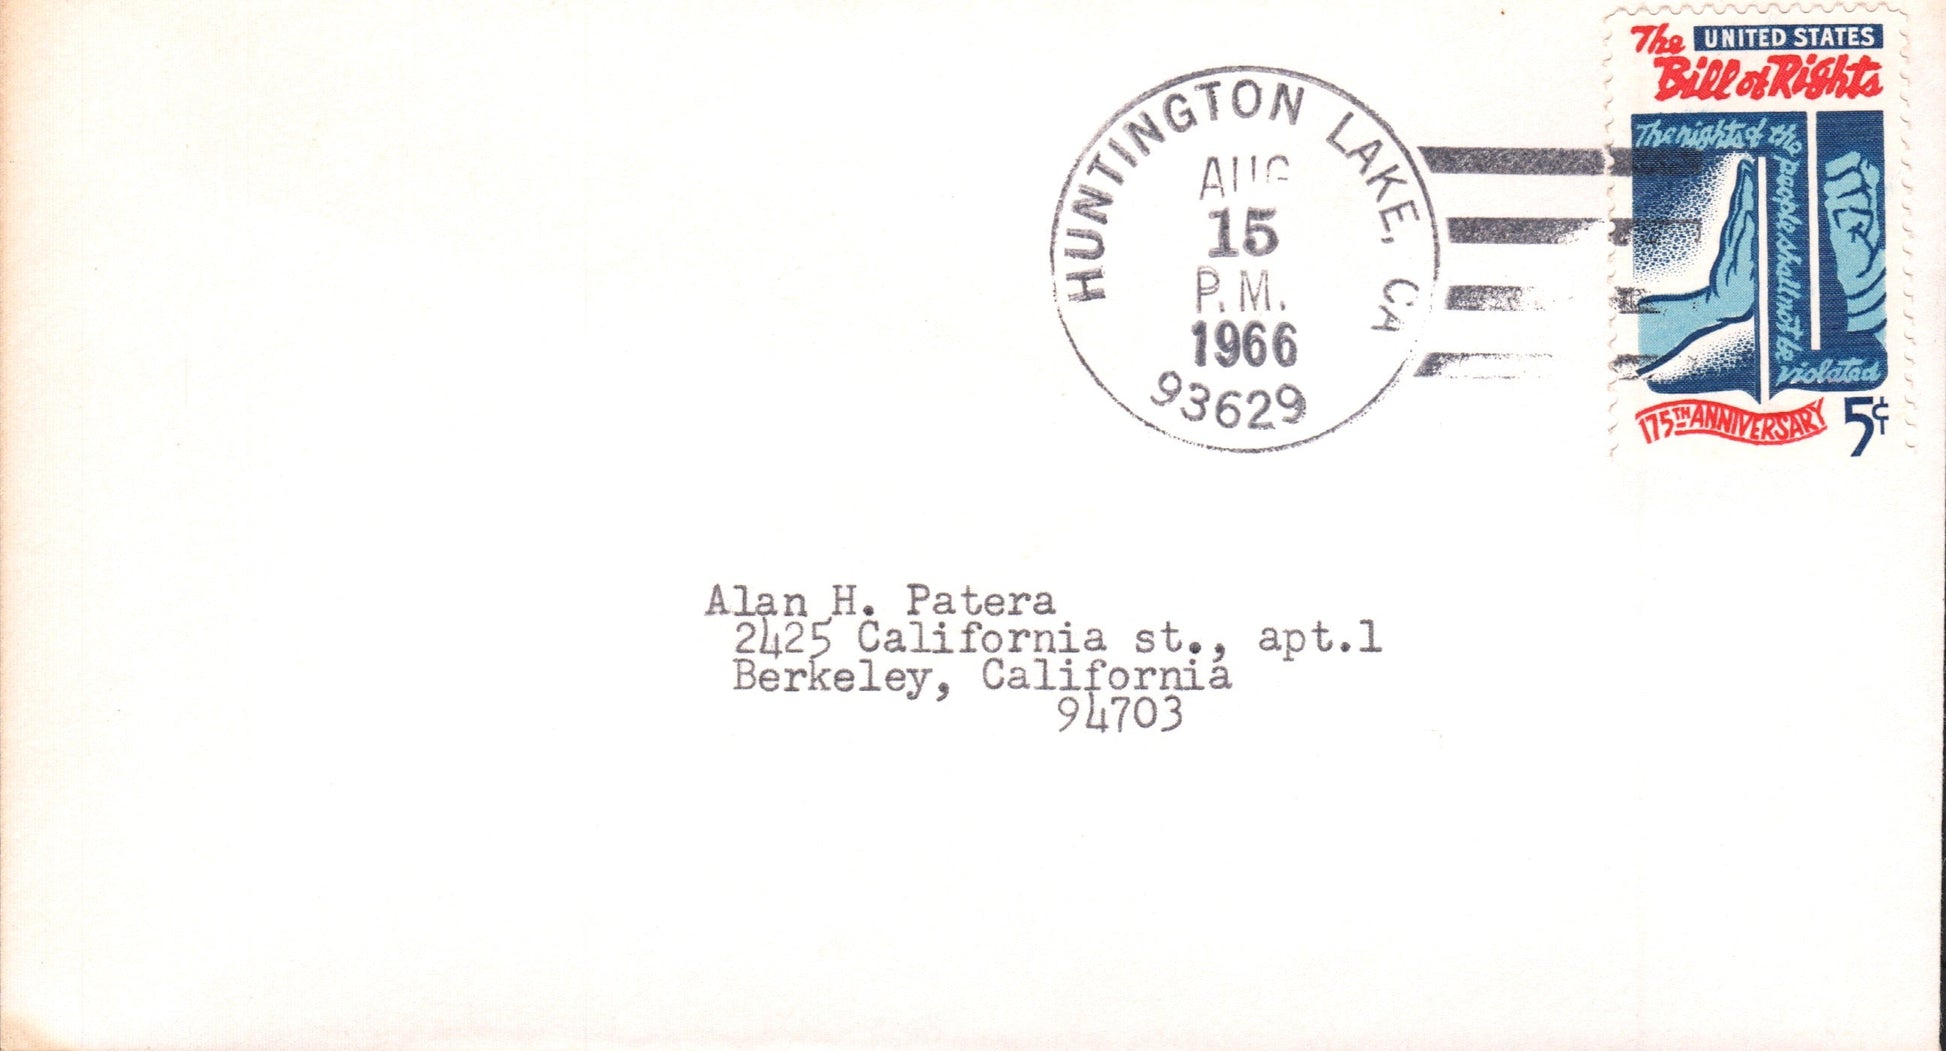 HUNTINGTON LAKE, CA
AUG
15
P.M.
1966
93629
The UNITED STATES
Bill of Rights
The rights of the people shall not be violated
175TH ANNIVERSARY
5¢
Alan H. Patera
2425 California st., apt.1
Berkeley, California
94703